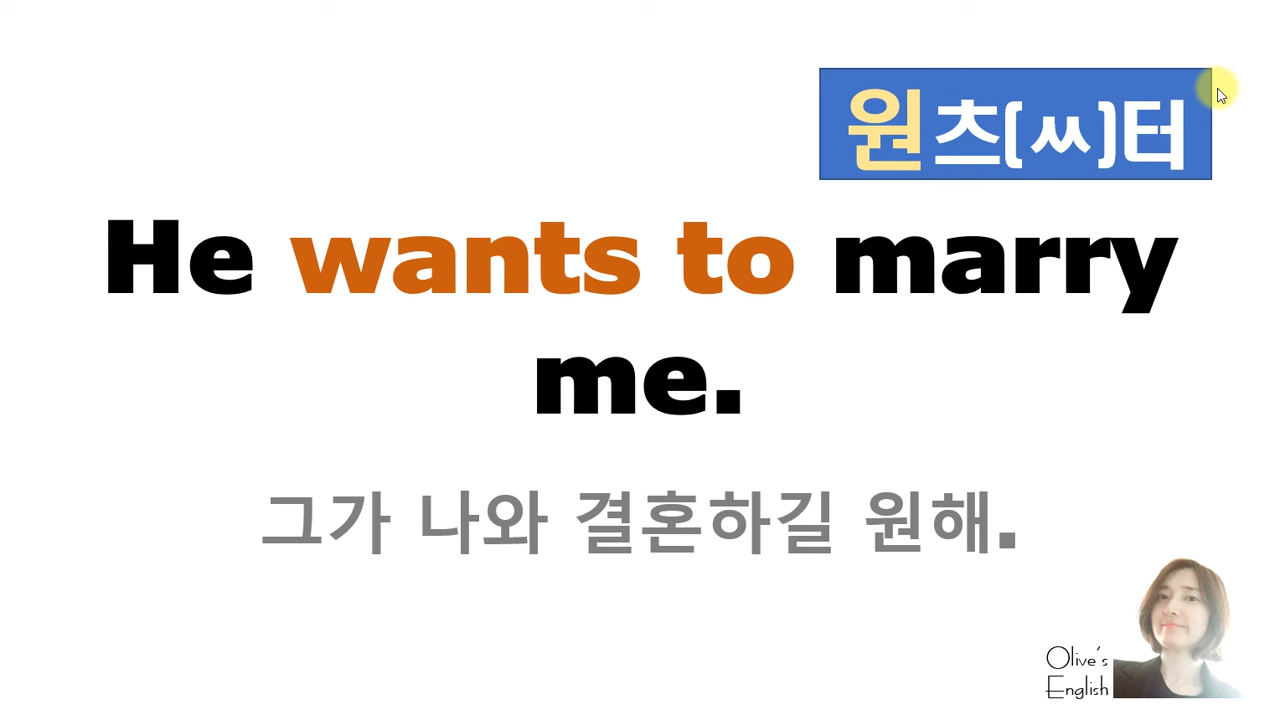 원츠(ㅆ)터
He wants to marry
me.
그가 나와 결혼하길 원해.
Olive's
English